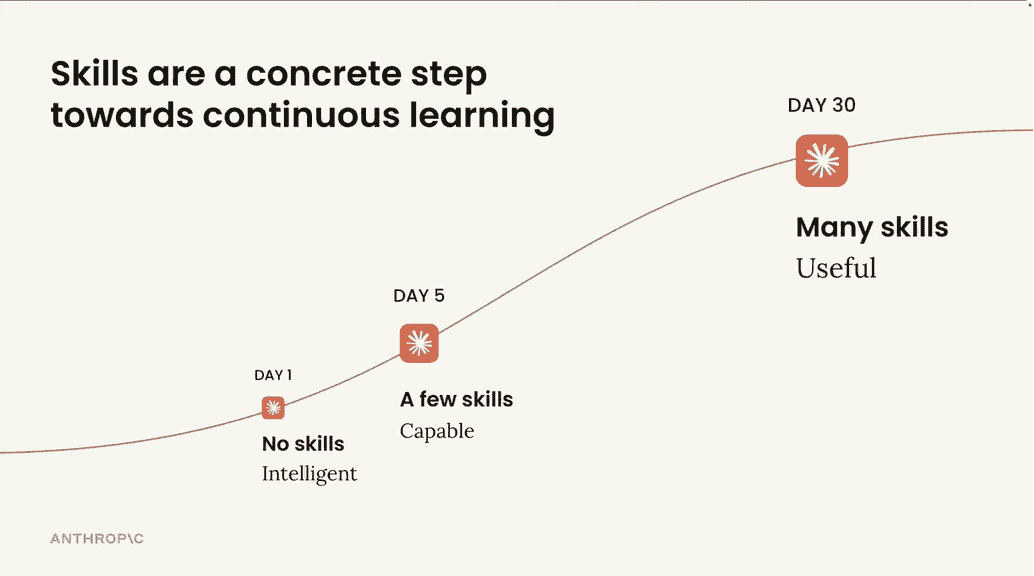 Skills are a concrete step
towards continuous learning
DAY 30
Many skills
Useful
DAY 5
A few skills
Capable
DAY 1
No skills
Intelligent
ANTHROP\C